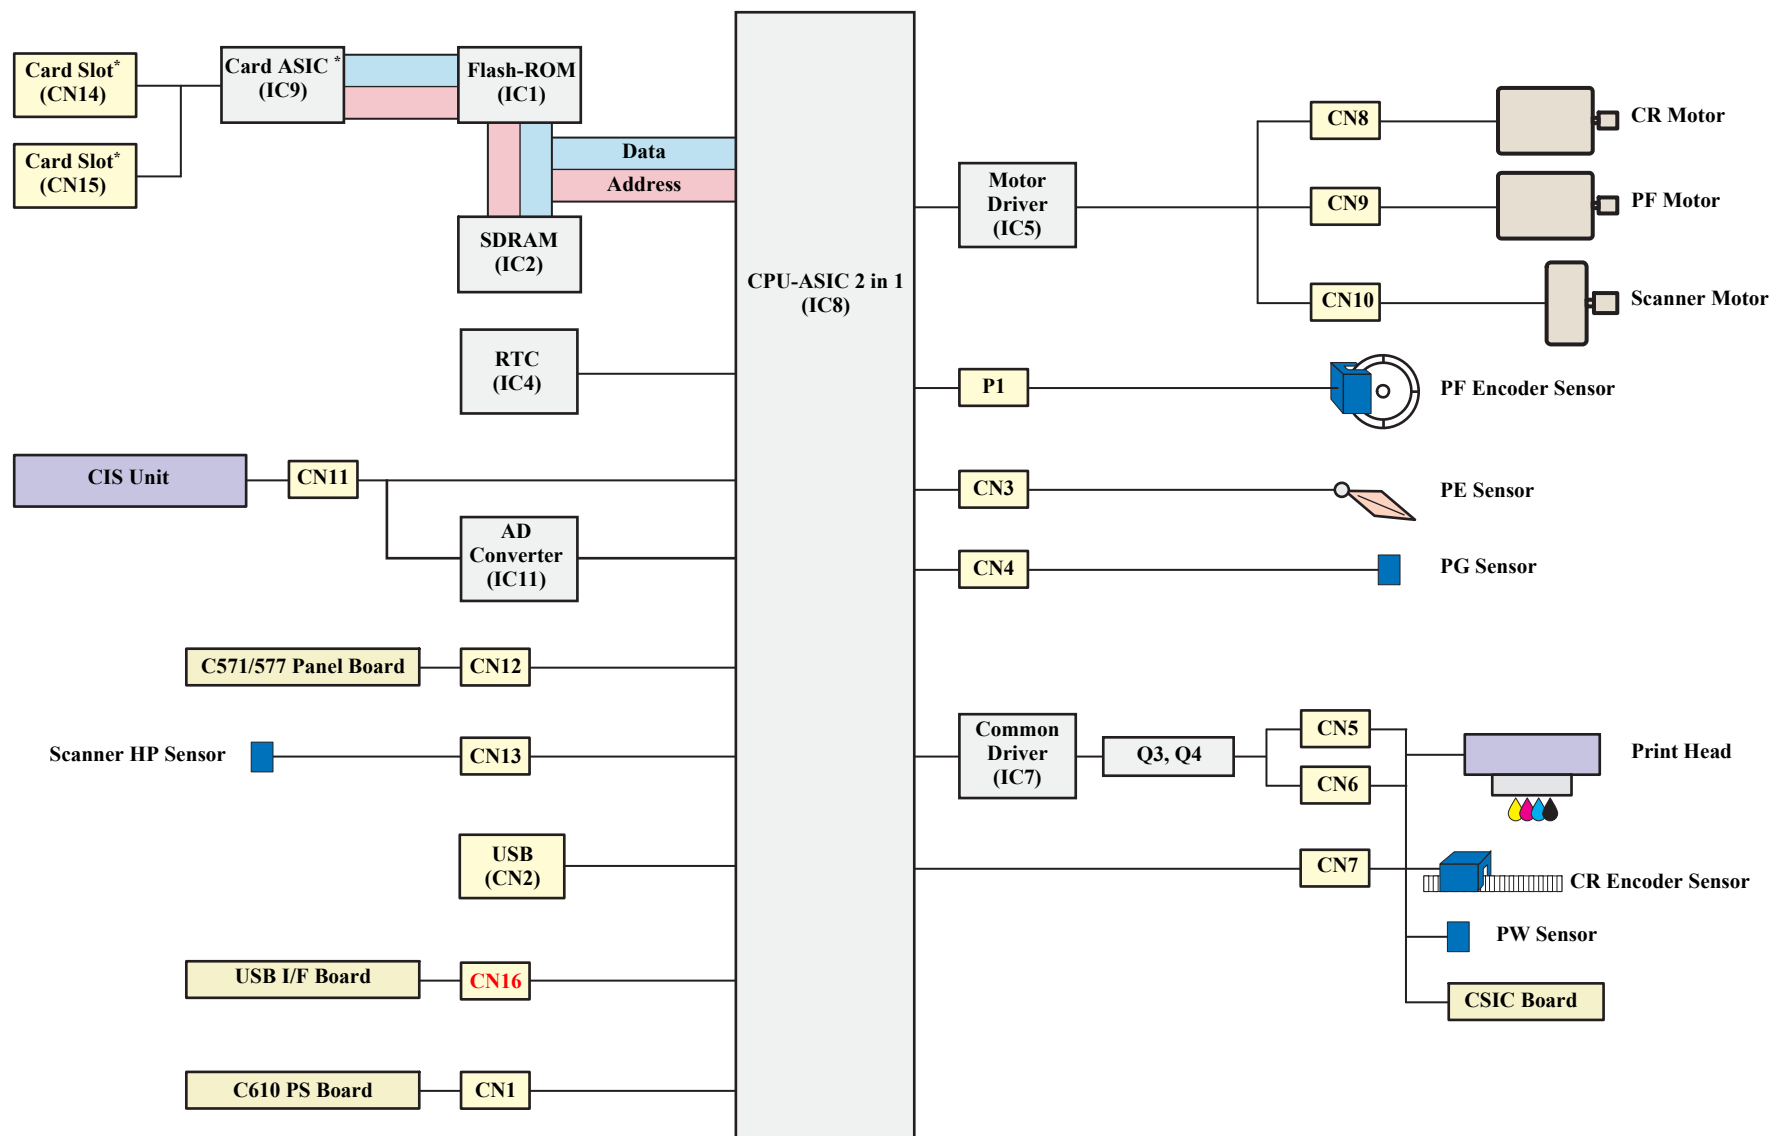 Card Slot*
(CN14)
Card ASIC *
(IC9)
Flash-ROM
(IC1)
Card Slot*
(CN15)
Data
Address
SDRAM
(IC2)
RTC
(IC4)
CIS Unit
CN11
AD
Converter
(IC11)
C571/577 Panel Board
CN12
Scanner HP Sensor
CN13
USB
(CN2)
USB I/F Board
CN16
C610 PS Board
CN1
CPU-ASIC 2 in 1
(IC8)
Motor
Driver
(IC5)
CN8
CR Motor
CN9
PF Motor
CN10
Scanner Motor
P1
PF Encoder Sensor
CN3
PE Sensor
CN4
PG Sensor
Common
Driver
(IC7)
Q3, Q4
CN5
CN6
Print Head
CN7
CR Encoder Sensor
PW Sensor
CSIC Board